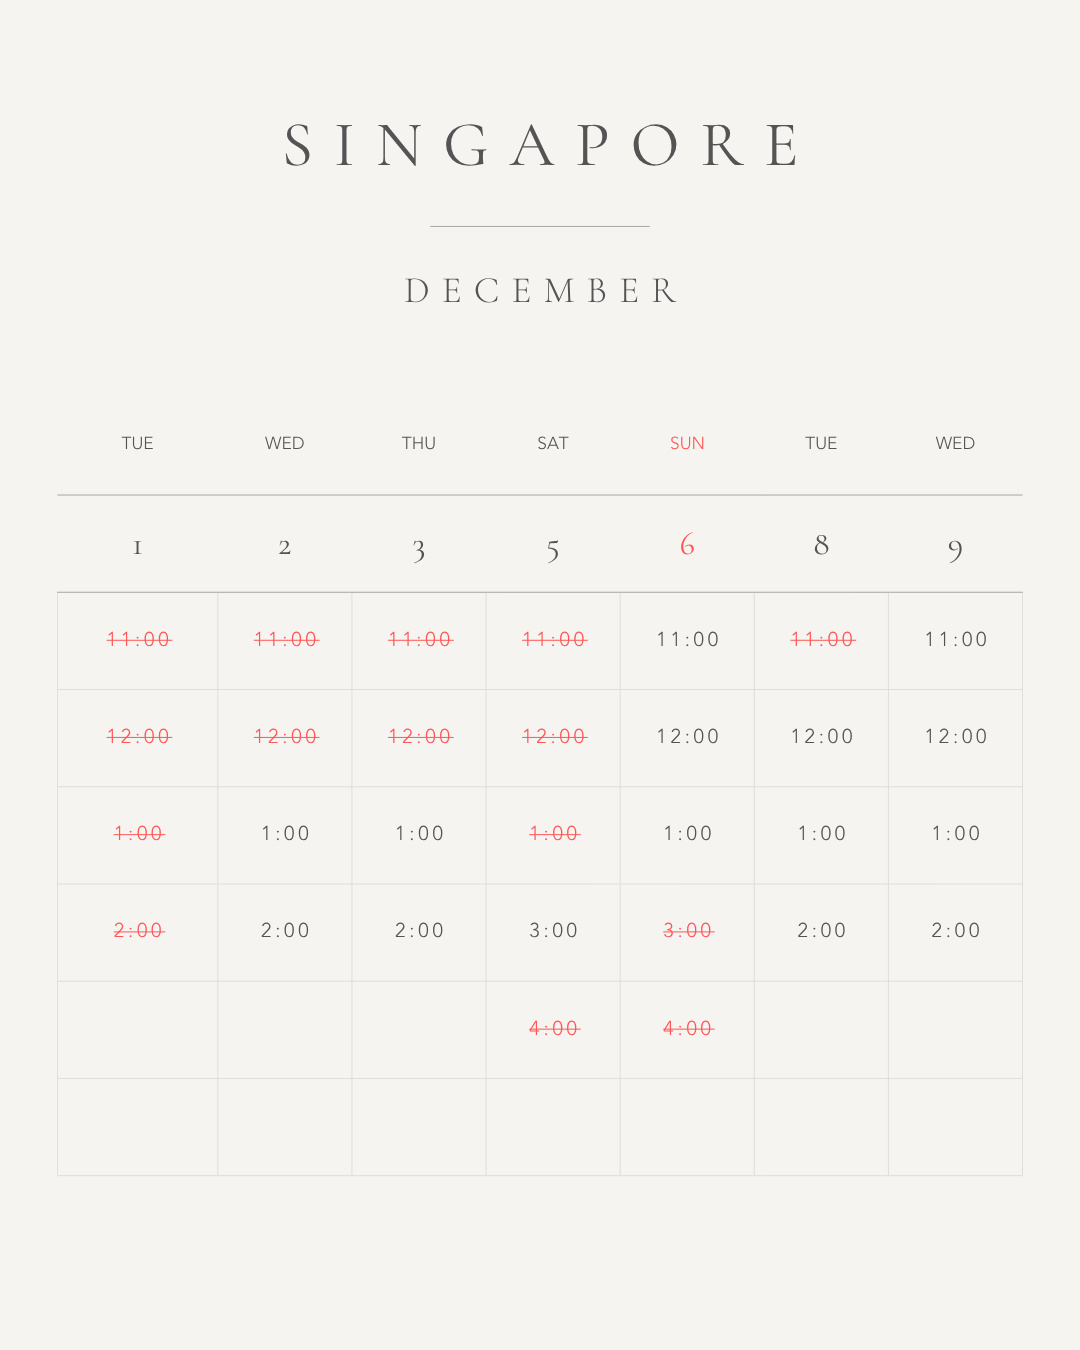 SINGAPORE
DECEMBER
TUE WED THU SAT SUN TUE WED
1 2 3 5 6 8 9
11:00 11:00 11:00 11:00 11:00 11:00 11:00
12:00 12:00 12:00 12:00 12:00 12:00 12:00
1:00 1:00 1:00 1:00 1:00 1:00 1:00
2:00 2:00 2:00 3:00 3:00 2:00 2:00
4:00 4:00